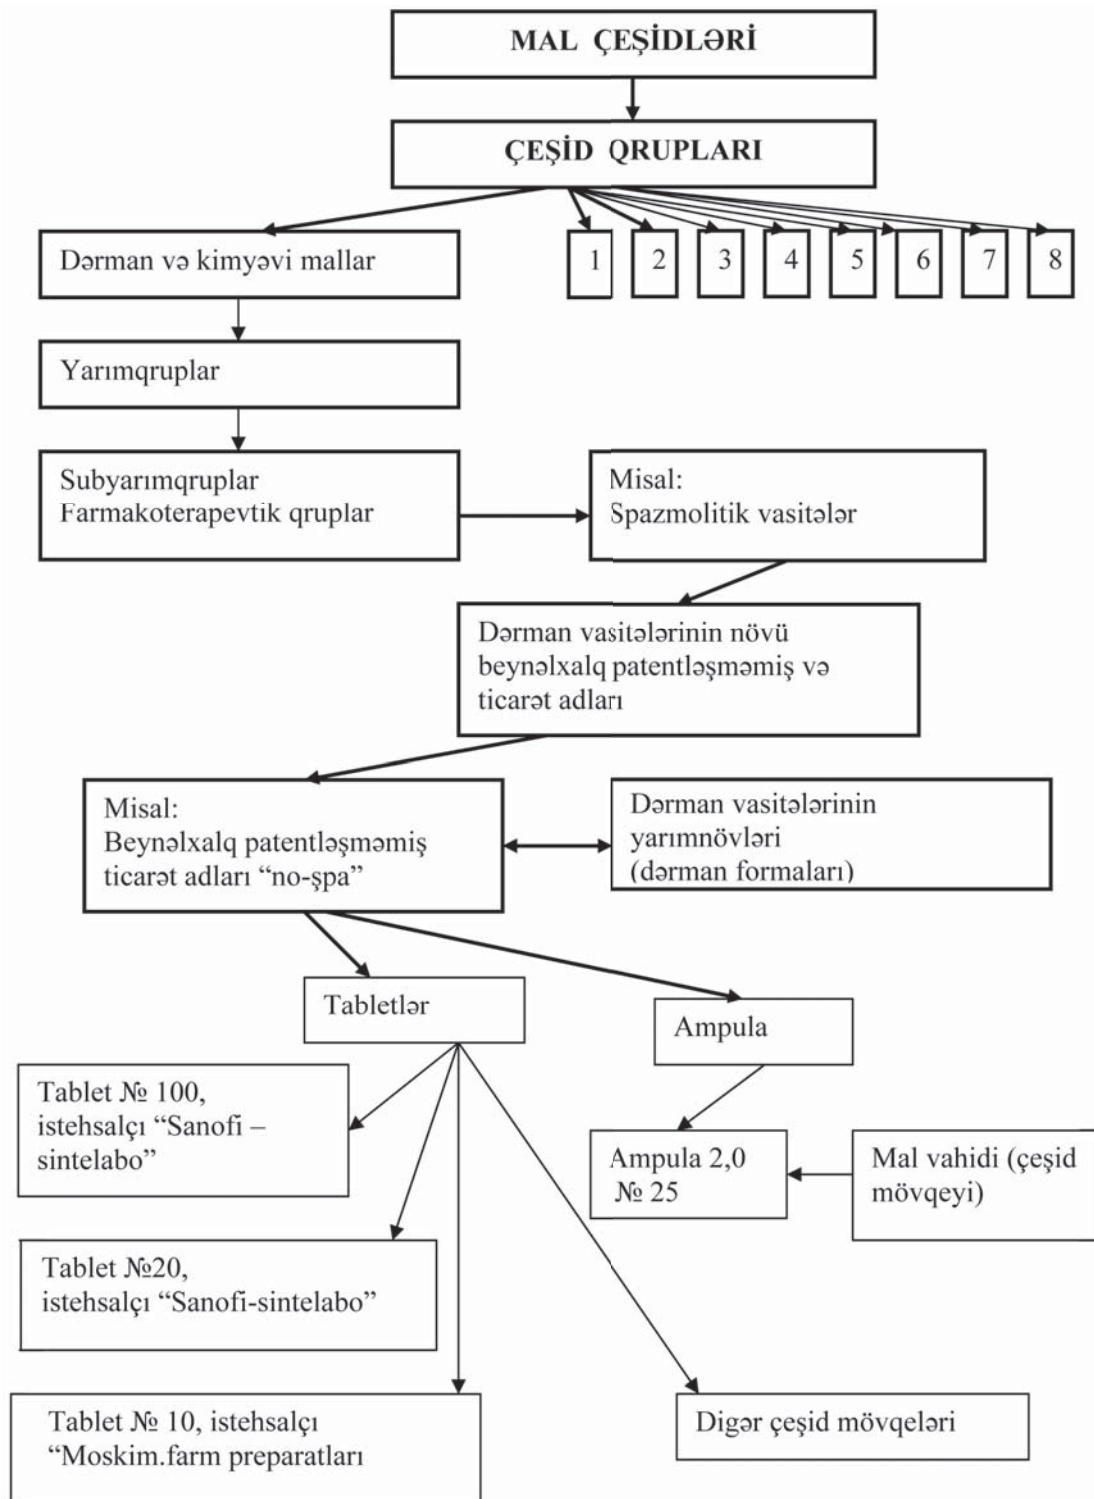 MAL ÇEŞİDLƏRİ
ÇEŞİD QRUPLARI
Dərman və kimyəvi mallar
1
2
3
4
5
6
7
8
Yarımqruplar
Subyarımqruplar
Farmakoterapevtik qruplar
Misal:
Spazmolitik vasitələr
Dərman vasitələrinin növü
beynəlxalq patentləşməmiş və
ticarət adları
Misal:
Beynəlxalq patentləşməmiş
ticarət adları “no-şpa”
Dərman vasitələrinin
yarımnövləri
(dərman formaları)
Tabletlər
Ampula
Tablet № 100,
istehsalçı “Sanofi –
sintelabo”
Ampula 2,0
№ 25
Mal vahidi (çeşid
mövqeyi)
Tablet №20,
istehsalçı “Sanofi-sintelabo”
Tablet № 10, istehsalçı
“Moskim.farm preparatları
Digər çeşid mövqeləri